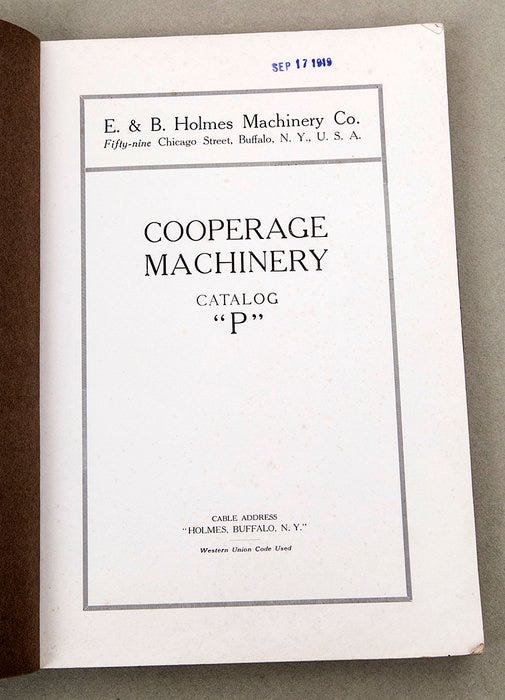 SEP 17 1919
E. & B. Holmes Machinery Co.
Fifty-nine Chicago Street, Buffalo, N. Y., U. S. A.
COOPERAGE
MACHINERY
CATALOG
“P”
CABLE ADDRESS
“HOLMES, BUFFALO, N. Y.”
Western Union Code Used